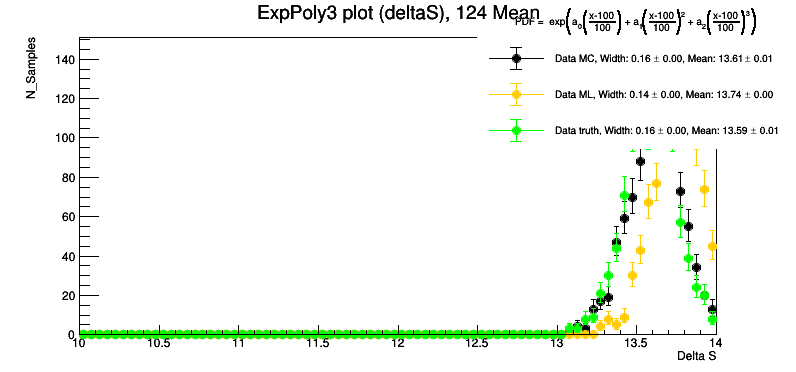 ExpPoly3 plot (deltaS), 124 Mean
PDF = exp(a₀(x-100/100) + a₁(x-100/100)² + a₂(x-100/100)³)
Data MC, Width: 0.16 ± 0.00, Mean: 13.61 ± 0.01
Data ML, Width: 0.14 ± 0.00, Mean: 13.74 ± 0.00
Data truth, Width: 0.16 ± 0.00, Mean: 13.59 ± 0.01
N_Samples
140
120
100
80
60
40
20
0
10 10.5 11 11.5 12 12.5 13 13.5 14
Delta S